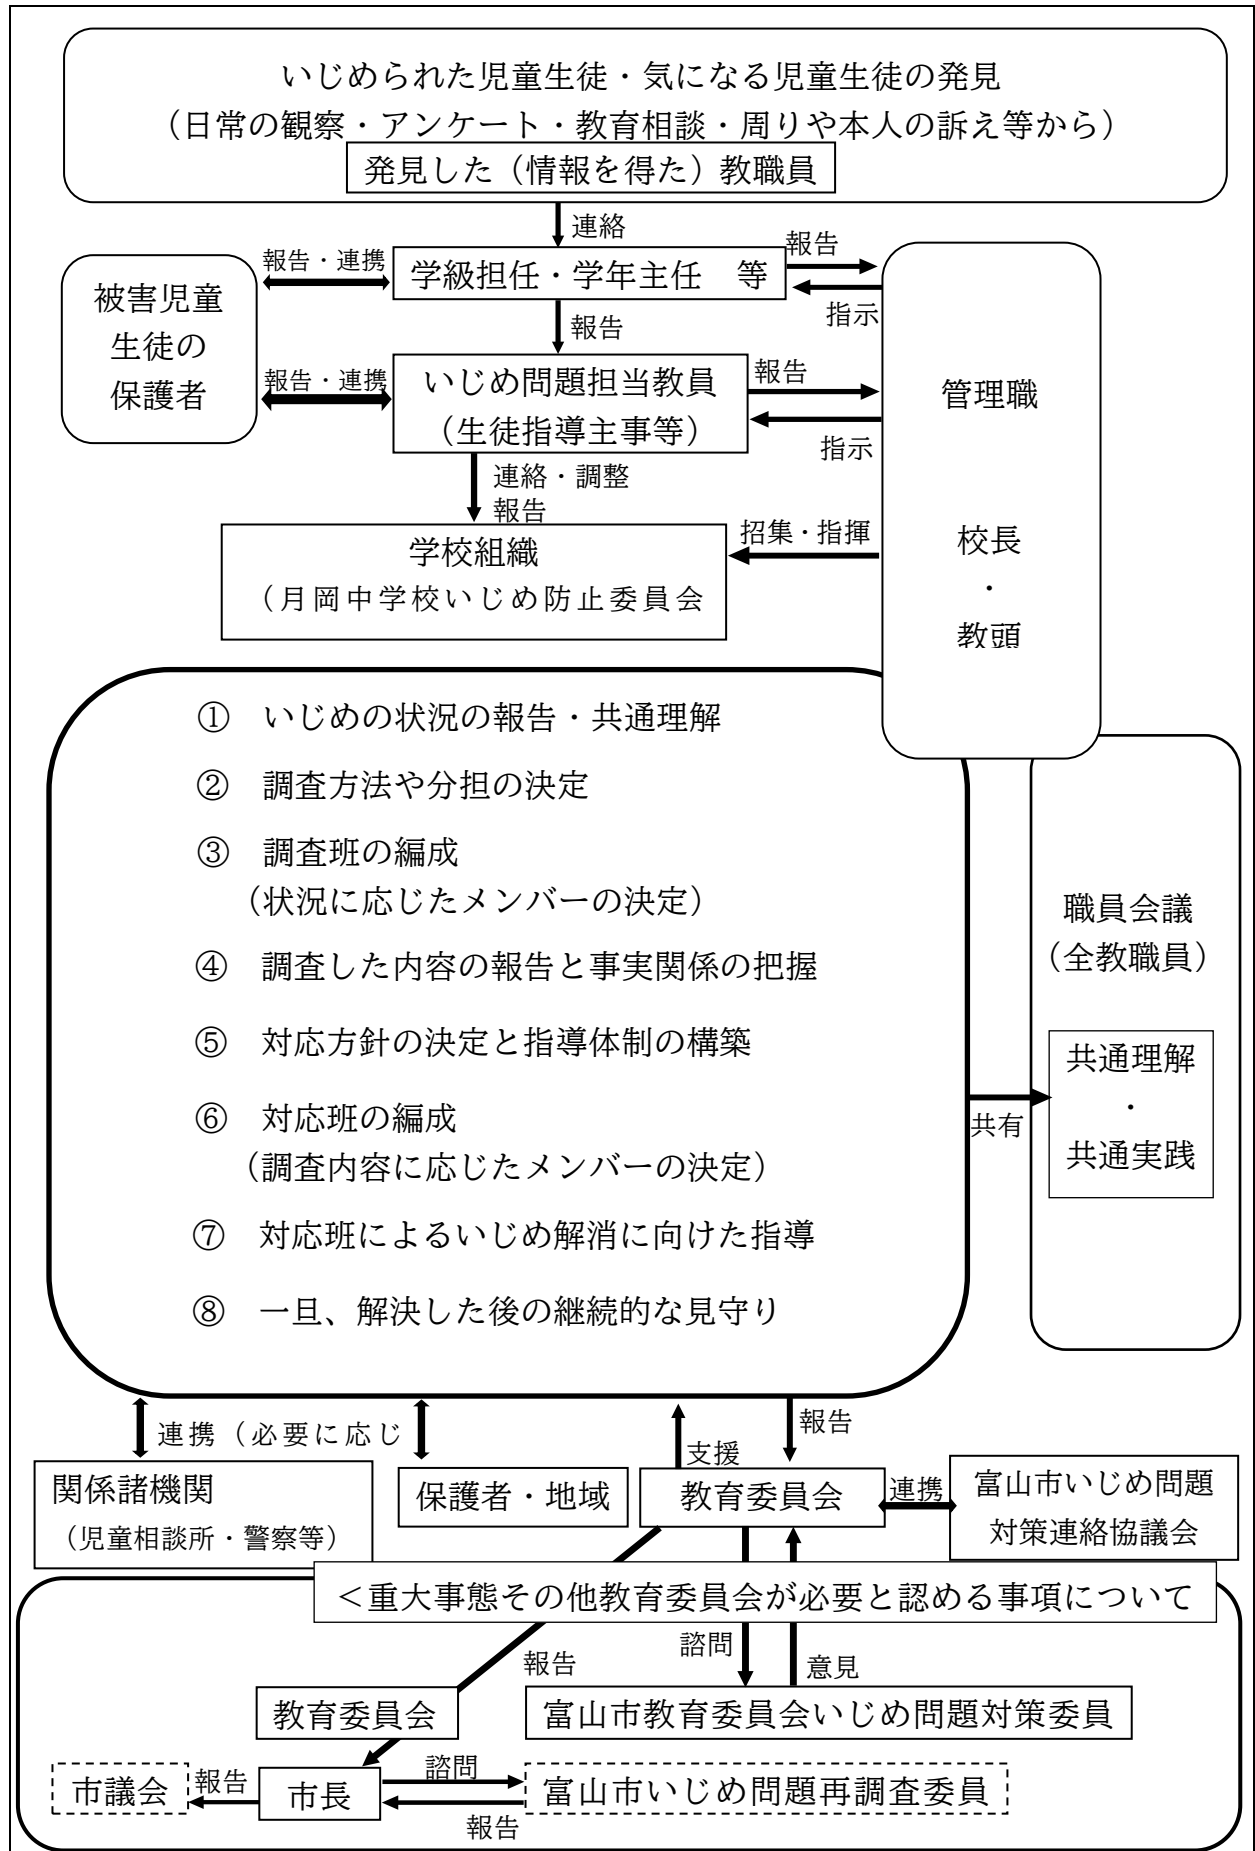 いじめられた児童生徒・気になる児童生徒の発見
（日常の観察・アンケート・教育相談・周りや本人の訴え等から）
発見した（情報を得た）教職員
連絡
報告・連携
学級担任・学年主任　等
報告
指示
被害児童
生徒の
保護者
報告
報告・連携
いじめ問題担当教員
（生徒指導主事等）
報告
指示
管理職
校長
・
教頭
連絡・調整
報告
招集・指揮
学校組織
（月岡中学校いじめ防止委員会
①　いじめの状況の報告・共通理解
②　調査方法や分担の決定
③　調査班の編成
（状況に応じたメンバーの決定）
④　調査した内容の報告と事実関係の把握
⑤　対応方針の決定と指導体制の構築
⑥　対応班の編成
（調査内容に応じたメンバーの決定）
⑦　対応班によるいじめ解消に向けた指導
⑧　一旦、解決した後の継続的な見守り
共有
職員会議
（全教職員）
共通理解
・
共通実践
連携（必要に応じ
支援
報告
関係諸機関
（児童相談所・警察等）
保護者・地域
教育委員会
連携
富山市いじめ問題
対策連絡協議会
＜重大事態その他教育委員会が必要と認める事項について
報告
諮問
意見
教育委員会
富山市教育委員会いじめ問題対策委員
市議会
報告
市長
諮問
報告
富山市いじめ問題再調査委員